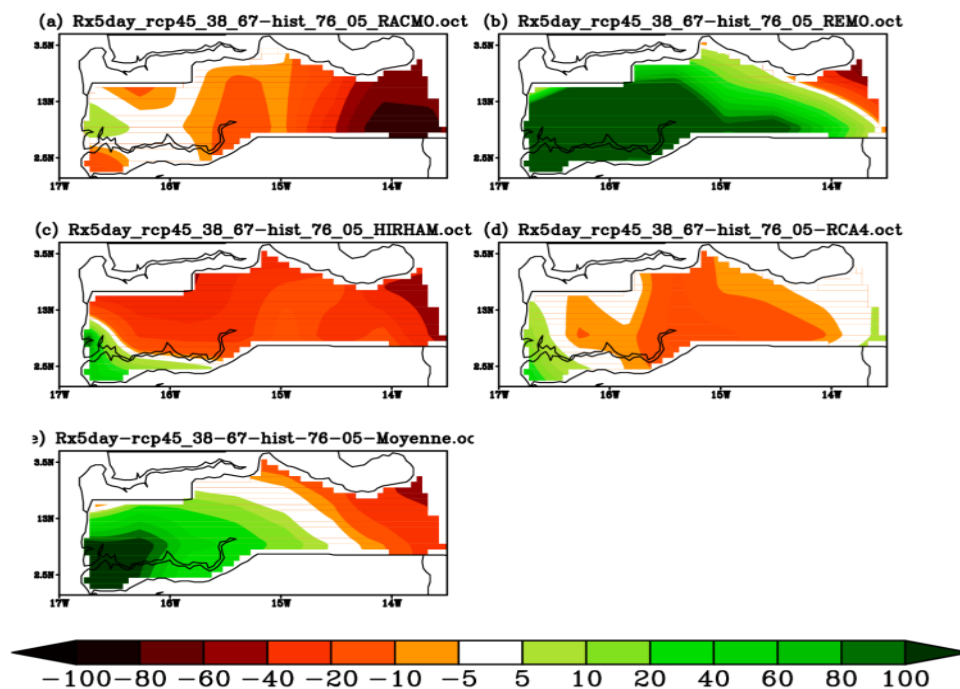 (a) Rx5day_rcp45_38_67-hist_76_05_RACMO.oct
3.5N
13N
2.5N
17W 16W 15W 14W
(b) Rx5day_rcp45_38_67-hist_76_05_REMO.oct
3.5N
13N
2.5N
17W 16W 15W 14W
(c) Rx5day_rcp45_38_67-hist_76_05_HIRHAM.oct
3.5N
13N
2.5N
17W 16W 15W 14W
(d) Rx5day_rcp45_38_67-hist_76_05-RCA4.oct
3.5N
13N
2.5N
17W 16W 15W 14W
e) Rx5day-rcp45_38-67-hist-76-05-Moyenne.oc
3.5N
13N
2.5N
17W 16W 15W 14W
-100 -80 -60 -40 -20 -10 -5 5 10 20 40 60 80 100